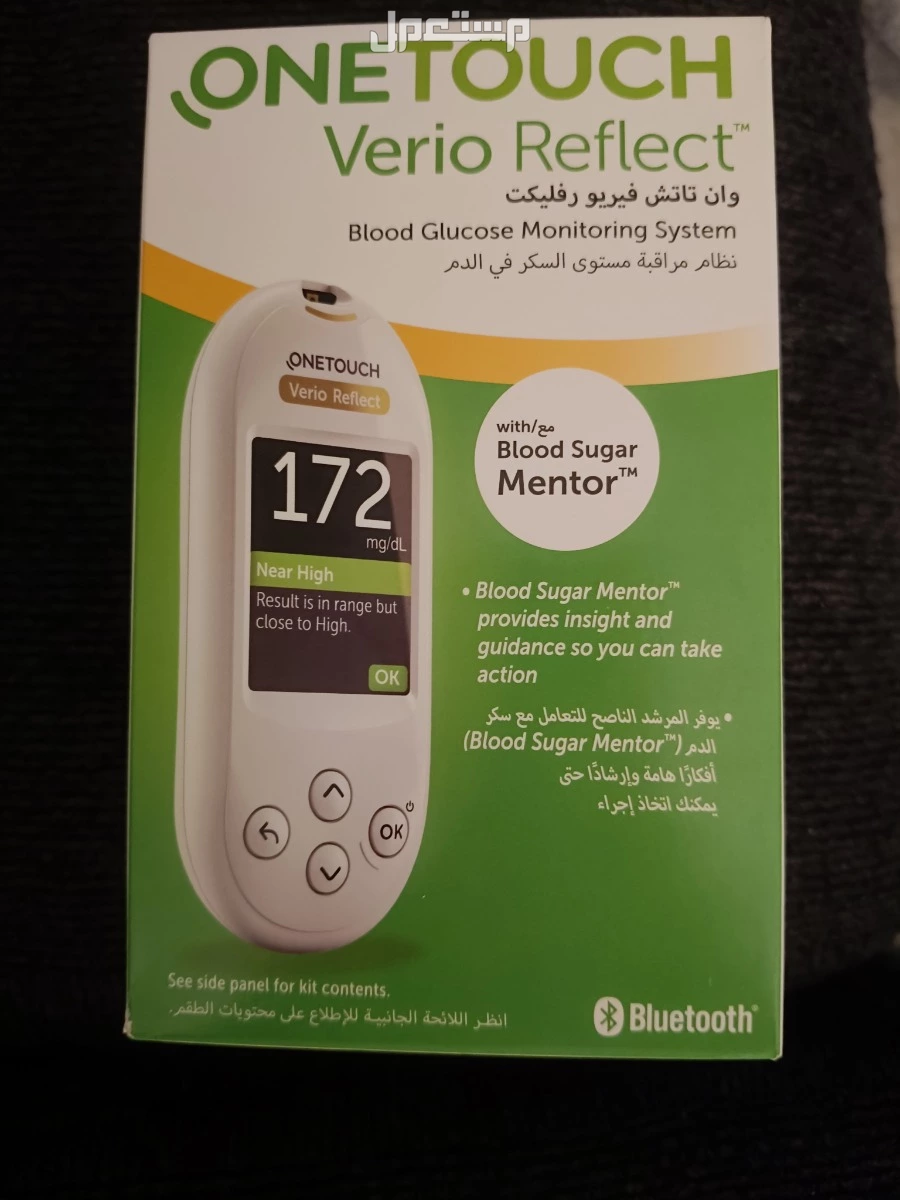 مستعمل
ONETOUCH
Verio Reflect™
وان تاتش فيريو رفليكت
Blood Glucose Monitoring System
نظام مراقبة مستوى السكر في الدم
ONETOUCH
Verio Reflect
172
mg/dL
Near High
Result is in range but
close to High.
OK
OK
with/مع
Blood Sugar
Mentor™
• Blood Sugar Mentor™
provides insight and
guidance so you can take
action
• يوفر المرشد الناصح للتعامل مع سكر
الدم (Blood Sugar Mentor™)
أفكارًا هامة وإرشادًا حتى
يمكنك اتخاذ إجراء
See side panel for kit contents.
انظر اللائحة الجانبية للإطلاع على محتويات الطقم.
Bluetooth®